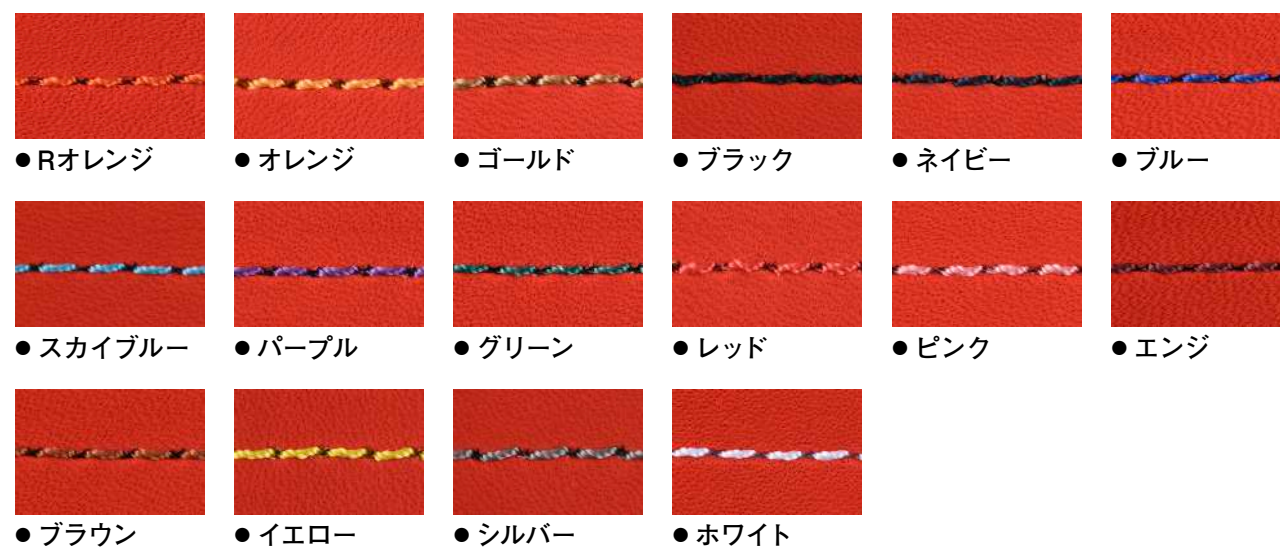 ● Rオレンジ
● オレンジ
● ゴールド
● ブラック
● ネイビー
● ブルー
● スカイブルー
● パープル
● グリーン
● レッド
● ピンク
● エンジ
● ブラウン
● イエロー
● シルバー
● ホワイト